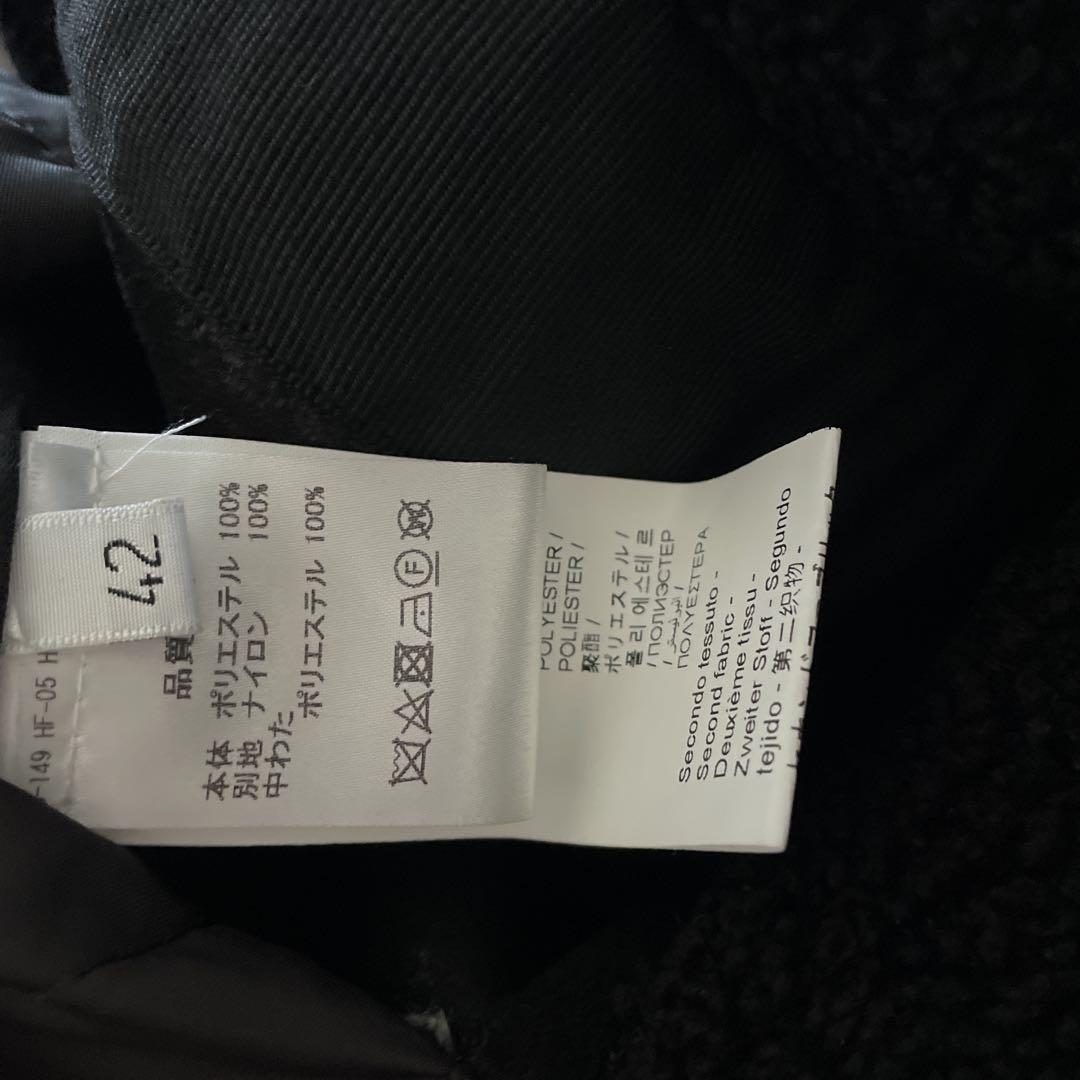 42
-149 HF-05 H
品質
本体 ポリエステル 100%
別地 ナイロン 100%
中わた
ポリエステル 100%
F
POLYESTER /
POLIESTER /
聚酯 /
ポリエステル /
폴리에스테르
/ ПОЛИЭСТЕР
ΠΟΛΥΕΣΤΕΡΑ
Secondo tessuto -
Second fabric -
Deuxième tissu -
Zweiter Stoff - Segundo
tejido - 第二织物 -